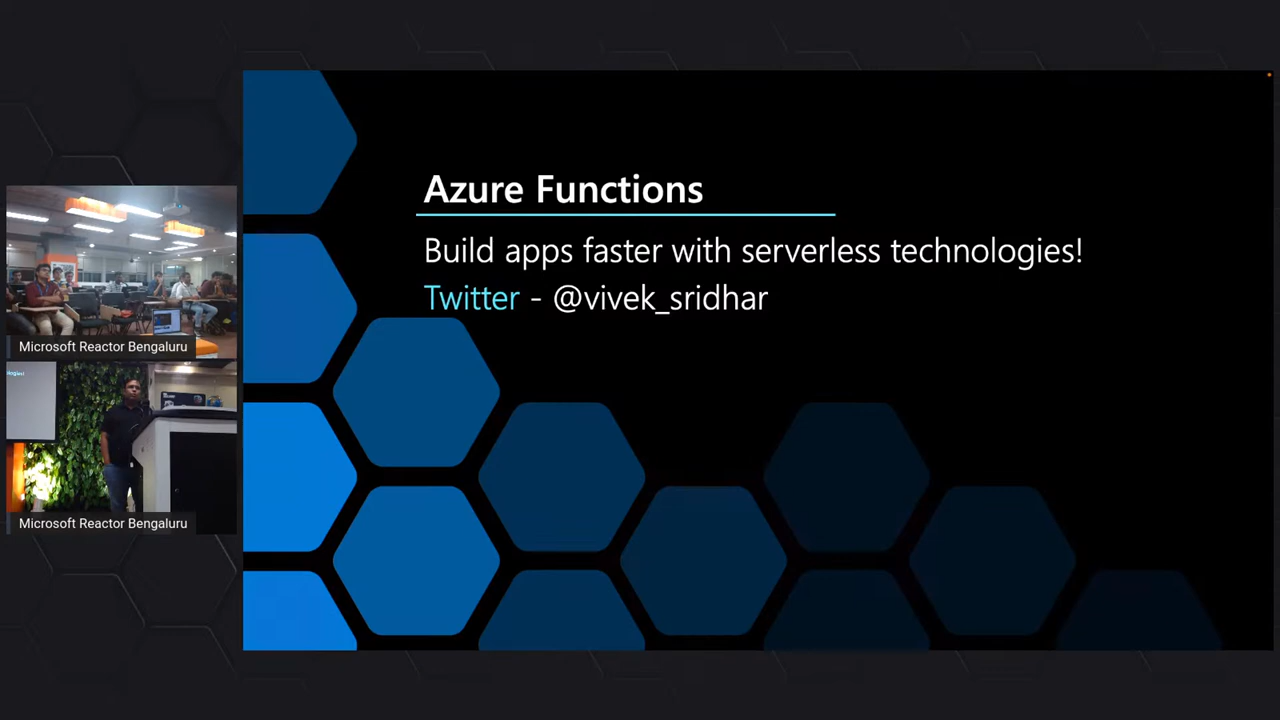 Azure Functions
Build apps faster with serverless technologies!
Twitter - @vivek_sridhar
Microsoft Reactor Bengaluru
Microsoft Reactor Bengaluru